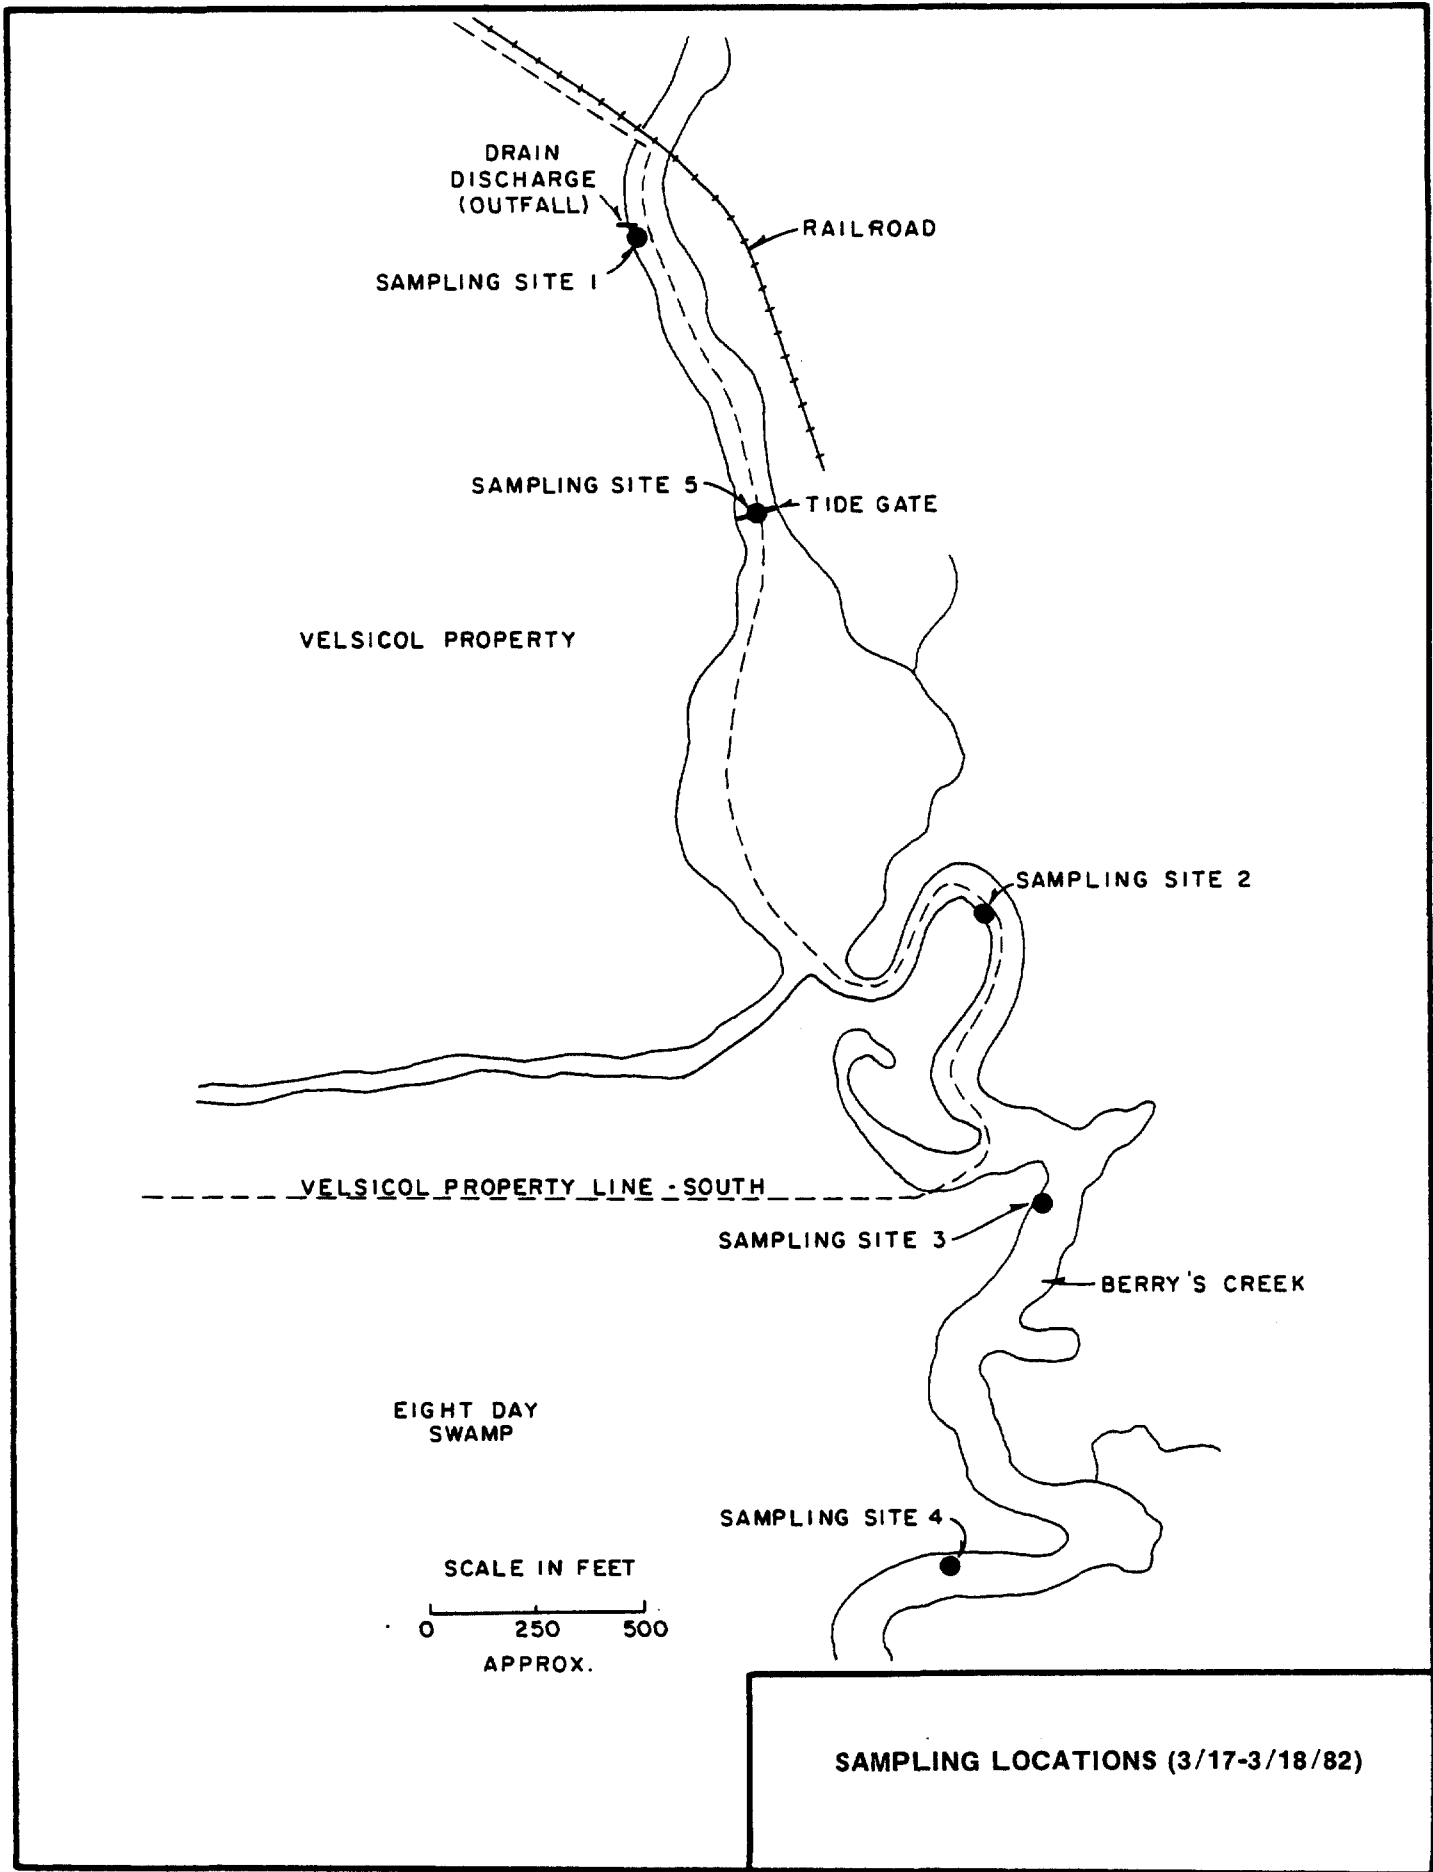 DRAIN
DISCHARGE
(OUTFALL)
RAILROAD
SAMPLING SITE 1
SAMPLING SITE 5
TIDE GATE
VELSICOL PROPERTY
SAMPLING SITE 2
VELSICOL PROPERTY LINE - SOUTH
SAMPLING SITE 3
BERRY'S CREEK
EIGHT DAY
SWAMP
SAMPLING SITE 4
SCALE IN FEET
0 250 500
APPROX.
SAMPLING LOCATIONS (3/17-3/18/82)